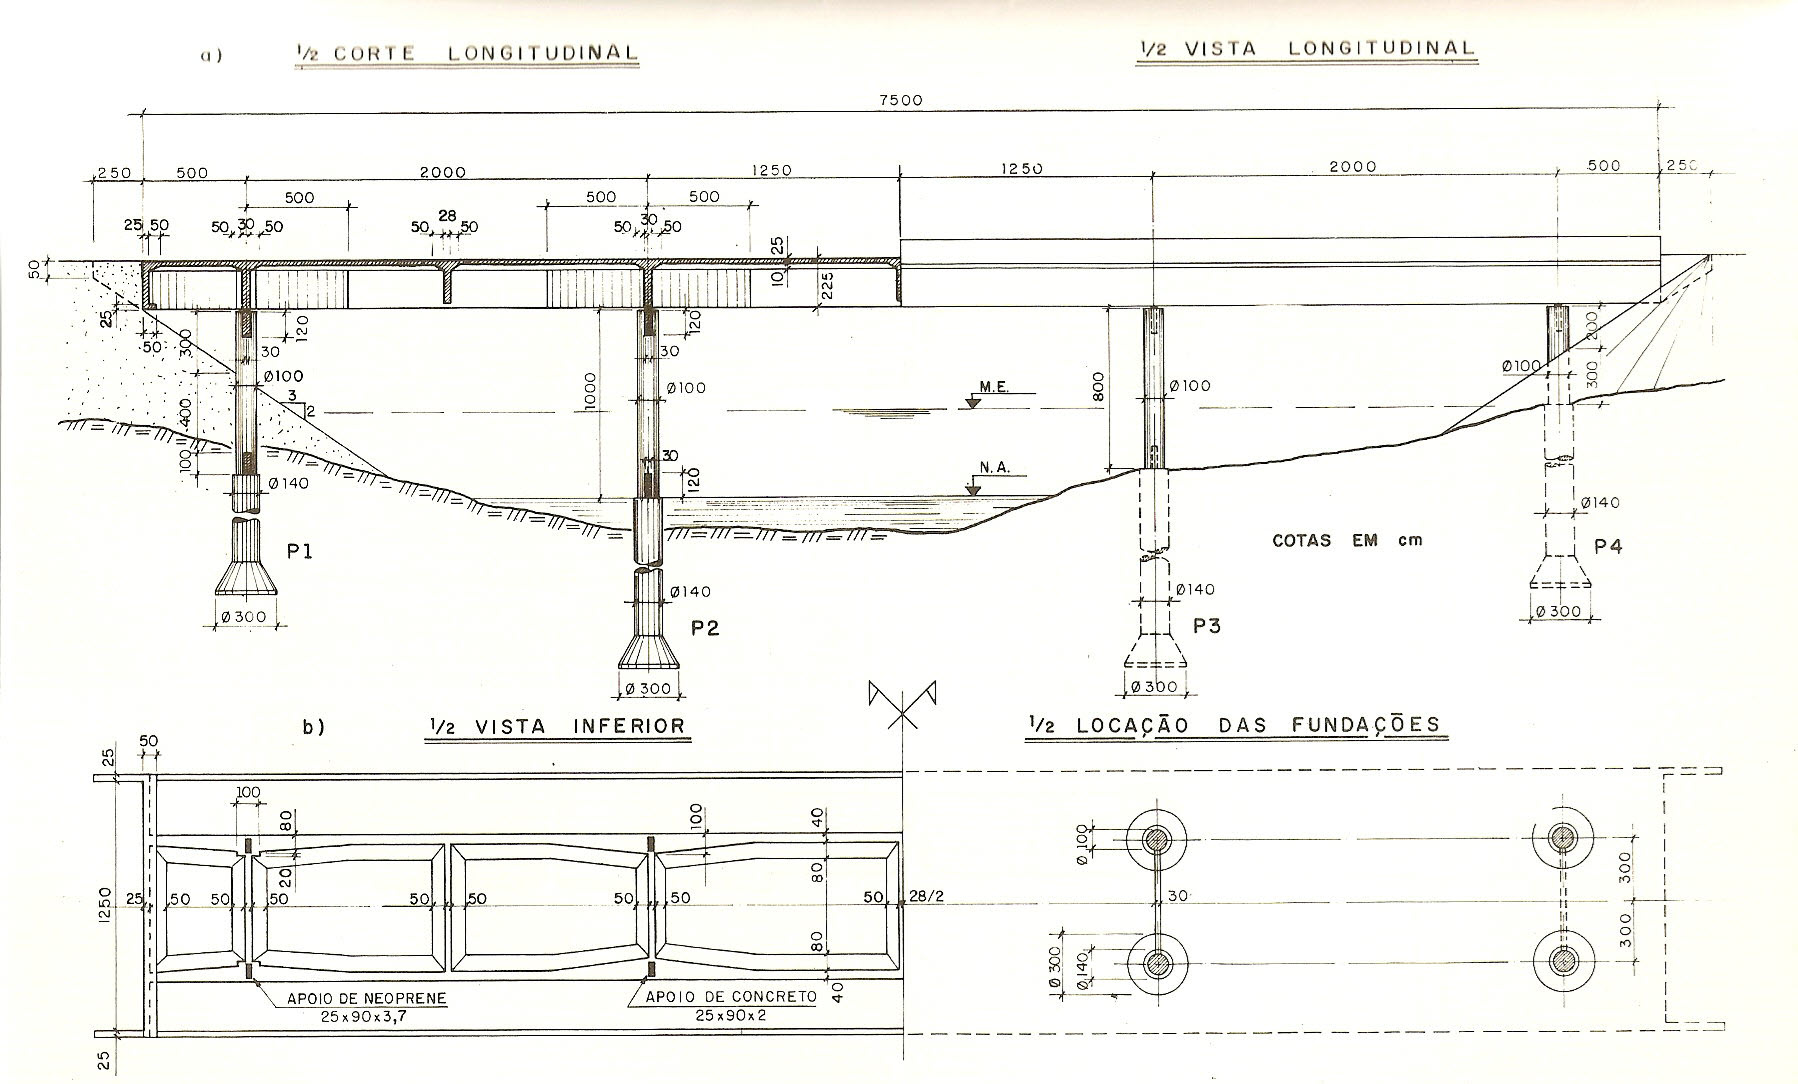 a) ½ CORTE LONGITUDINAL
½ VISTA LONGITUDINAL
7500
250 500 2000 1250 1250 2000 500 250
500 500 500
25 50 50 30 50 50 28 50 50 30 50
50
25
10
225
25
50
300
400
100
120
30
Ø100
3
2
Ø140
P1
Ø300
1000
120
30
Ø100
30
120
Ø140
P2
Ø300
M.E.
N.A.
800
Ø100
Ø140
P3
Ø300
200
300
Ø100
Ø140
P4
Ø300
COTAS EM cm
b) ½ VISTA INFERIOR
½ LOCAÇÃO DAS FUNDAÇÕES
25
50
1250
25
100
80
20
100
40
80
80
40
25 50 50 50 50 50 50 50 50 28/2
APOIO DE NEOPRENE
25x90x3,7
APOIO DE CONCRETO
25x90x2
Ø100
30
Ø300
Ø140
300
300